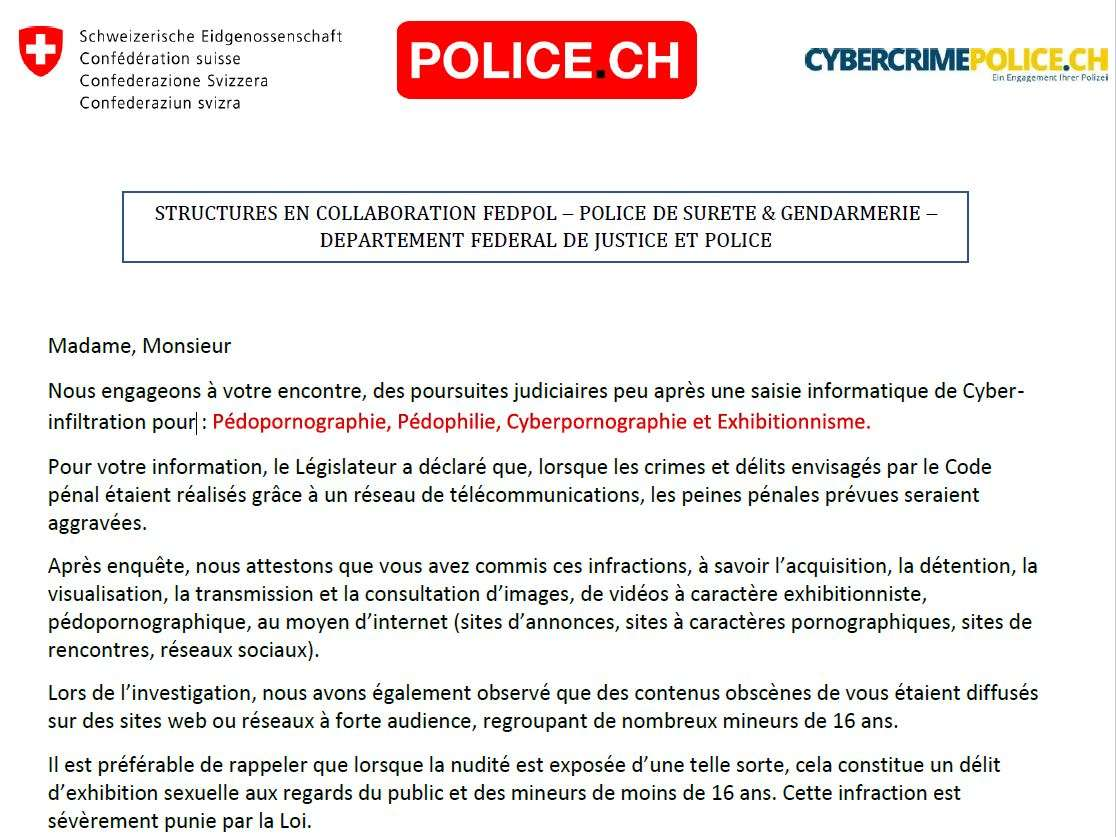 Schweizerische Eidgenossenschaft
Confédération suisse
Confederazione Svizzera
Confederaziun svizra
POLICE.CH
CYBERCRIMEPOLICE.CH
Ein Engagement Ihrer Polizei
STRUCTURES EN COLLABORATION FEDPOL – POLICE DE SURETE & GENDARMERIE –
DEPARTEMENT FEDERAL DE JUSTICE ET POLICE
Madame, Monsieur
Nous engageons à votre encontre, des poursuites judiciaires peu après une saisie informatique de Cyber-
infiltration pour : Pédopornographie, Pédophilie, Cyberpornographie et Exhibitionnisme.
Pour votre information, le Législateur a déclaré que, lorsque les crimes et délits envisagés par le Code
pénal étaient réalisés grâce à un réseau de télécommunications, les peines pénales prévues seraient
aggravées.
Après enquête, nous attestons que vous avez commis ces infractions, à savoir l’acquisition, la détention, la
visualisation, la transmission et la consultation d’images, de vidéos à caractère exhibitionniste,
pédopornographique, au moyen d’internet (sites d’annonces, sites à caractères pornographiques, sites de
rencontres, réseaux sociaux).
Lors de l’investigation, nous avons également observé que des contenus obscènes de vous étaient diffusés
sur des sites web ou réseaux à forte audience, regroupant de nombreux mineurs de 16 ans.
Il est préférable de rappeler que lorsque la nudité est exposée d’une telle sorte, cela constitue un délit
d’exhibition sexuelle aux regards du public et des mineurs de moins de 16 ans. Cette infraction est
sévèrement punie par la Loi.